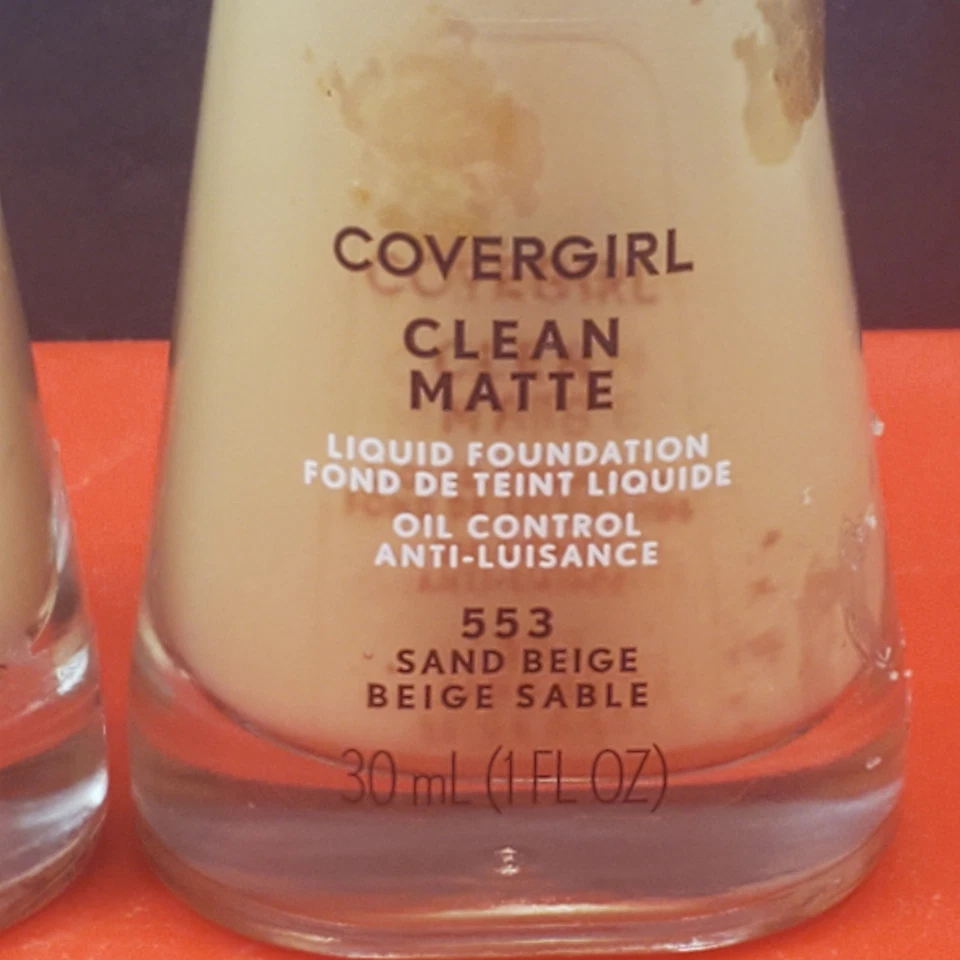 COVERGIRL
CLEAN
MATTE
LIQUID FOUNDATION
FOND DE TEINT LIQUIDE
OIL CONTROL
ANTI-LUISANCE
553
SAND BEIGE
BEIGE SABLE
30 mL (1 FL OZ)